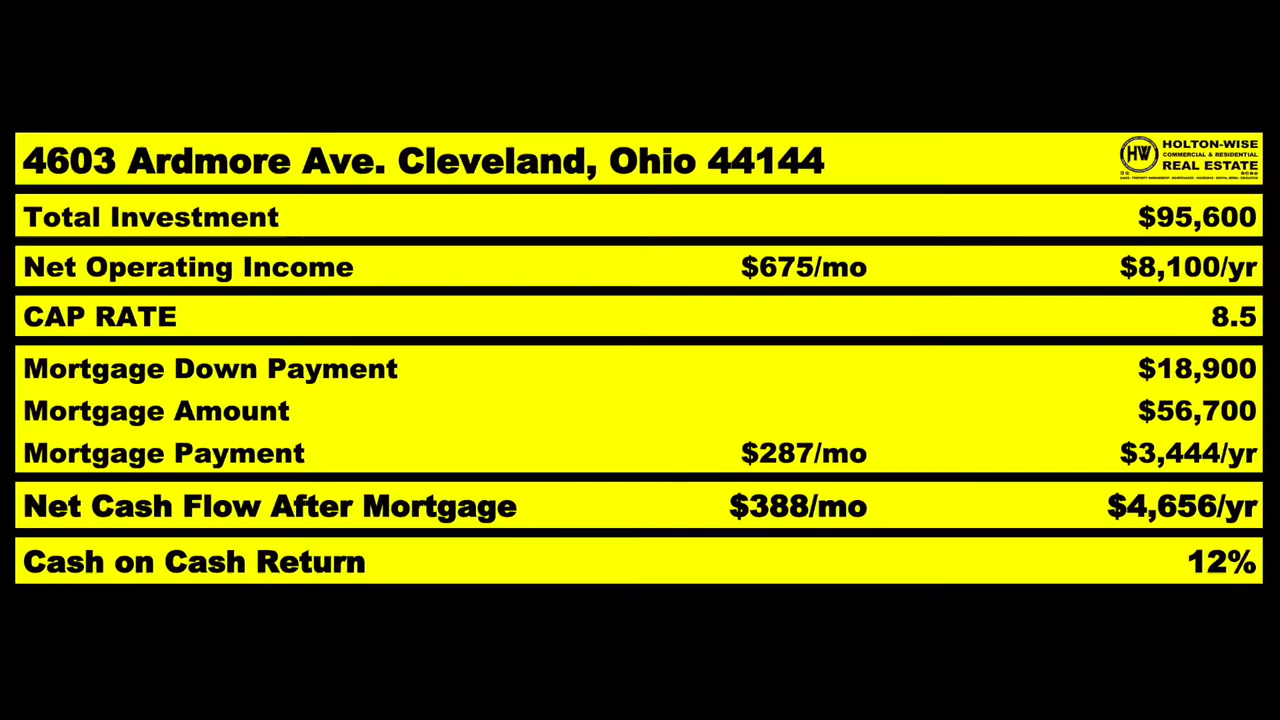 4603 Ardmore Ave. Cleveland, Ohio 44144
HW
HOLTON-WISE
COMMERCIAL & RESIDENTIAL
REAL ESTATE
Total Investment $95,600
Net Operating Income $675/mo $8,100/yr
CAP RATE 8.5
Mortgage Down Payment $18,900
Mortgage Amount $56,700
Mortgage Payment $287/mo $3,444/yr
Net Cash Flow After Mortgage $388/mo $4,656/yr
Cash on Cash Return 12%